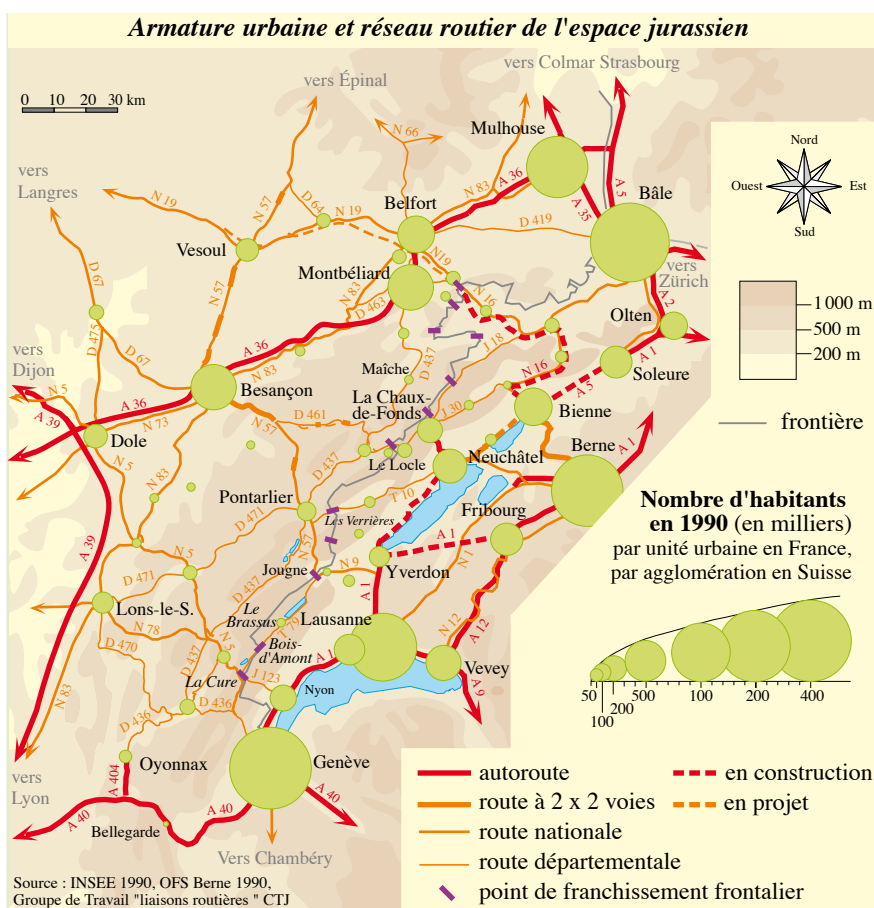 Armature urbaine et réseau routier de l'espace jurassien
vers Colmar Strasbourg
vers Épinal
0 10 20 30 km
N 66
Mulhouse
vers
Langres
N 19
N 57
D 64
N 19
Belfort
N 83
A 36
A 5
A 35
Bâle
D 419
Vesoul
N 57
Montbéliard
N19
N 83
D 463
N 16
vers
Zürich
A 2
Olten
D 67
D 475
D 67
vers
Dijon
A 36
N 83
Maîche
D 437
J 18
N 16
A 1
A 5
Soleure
Besançon
La Chaux-
de-Fonds
J 30
Bienne
N 5
A 39
A 36
N 73
Dole
N 57
D 461
Le Locle
Neuchâtel
Berne
A 1
N 5
N 83
D 437
Pontarlier
D 471
T 10
Les Verrières
Fribourg
A 39
N 57
A 1
N 1
N 5
D 471
D 437
Jougne
N 9
Yverdon
A 1
Lons-le-S.
Le
Brassus
T 79
Lausanne
N 12
A 12
N 78
D 470
D 437
N 5
Bois-
d'Amont
A 1
Vevey
La Cure
J 123
Nyon
A 9
N 83
D 436
D 436
Oyonnax
Genève
A 404
vers
Lyon
A 40
A 40
A 40
Bellegarde
Vers Chambéry
Source : INSEE 1990, OFS Berne 1990,
Groupe de Travail "liaisons routières " CTJ
Nord
Ouest
Est
Sud
1 000 m
500 m
200 m
frontière
Nombre d'habitants
en 1990 (en milliers)
par unité urbaine en France,
par agglomération en Suisse
50 500 100 200 400
200
100
autoroute
en construction
route à 2 x 2 voies
en projet
route nationale
route départementale
point de franchissement frontalier